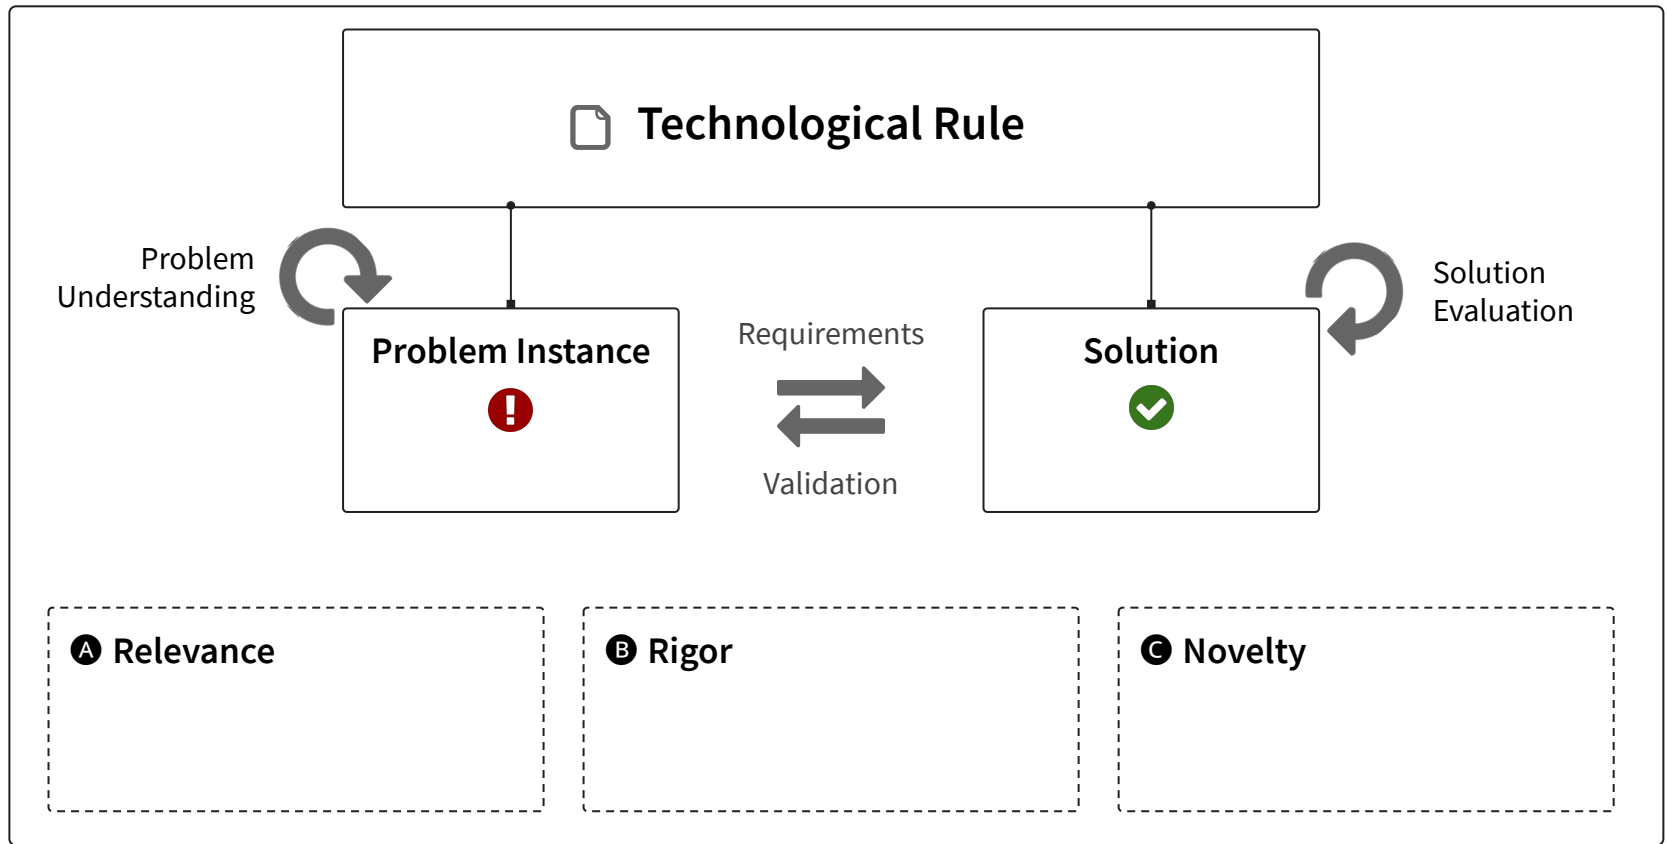 Technological Rule
Problem
Understanding
Solution
Evaluation
Problem Instance
!
Requirements
Validation
Solution
A Relevance
B Rigor
C Novelty